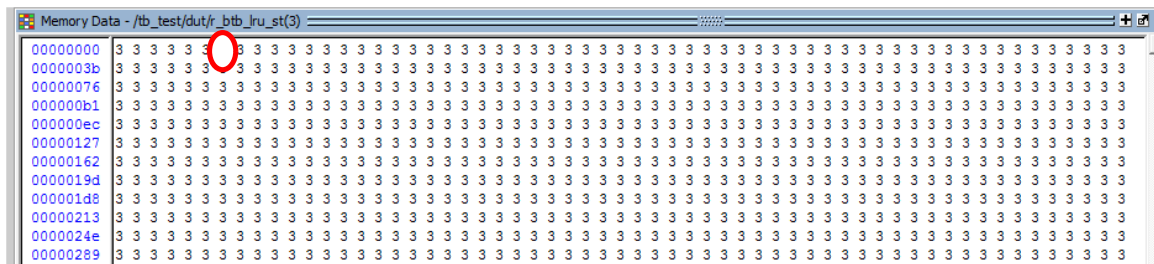 Memory Data - /tb_test/dut/r_btb_lru_st(3)
00000000 3 3 3 3 3 3 3 3 3 3 3 3 3 3 3 3 3 3 3 3 3 3 3 3 3 3 3 3 3 3 3 3 3 3 3 3 3 3 3 3 3 3 3 3 3 3 3 3 3 3 3 3 3 3 3 3 3 3
0000003b 3 3 3 3 3 3 3 3 3 3 3 3 3 3 3 3 3 3 3 3 3 3 3 3 3 3 3 3 3 3 3 3 3 3 3 3 3 3 3 3 3 3 3 3 3 3 3 3 3 3 3 3 3 3 3 3 3 3 3
00000076 3 3 3 3 3 3 3 3 3 3 3 3 3 3 3 3 3 3 3 3 3 3 3 3 3 3 3 3 3 3 3 3 3 3 3 3 3 3 3 3 3 3 3 3 3 3 3 3 3 3 3 3 3 3 3 3 3 3 3
000000b1 3 3 3 3 3 3 3 3 3 3 3 3 3 3 3 3 3 3 3 3 3 3 3 3 3 3 3 3 3 3 3 3 3 3 3 3 3 3 3 3 3 3 3 3 3 3 3 3 3 3 3 3 3 3 3 3 3 3 3
000000ec 3 3 3 3 3 3 3 3 3 3 3 3 3 3 3 3 3 3 3 3 3 3 3 3 3 3 3 3 3 3 3 3 3 3 3 3 3 3 3 3 3 3 3 3 3 3 3 3 3 3 3 3 3 3 3 3 3 3 3
00000127 3 3 3 3 3 3 3 3 3 3 3 3 3 3 3 3 3 3 3 3 3 3 3 3 3 3 3 3 3 3 3 3 3 3 3 3 3 3 3 3 3 3 3 3 3 3 3 3 3 3 3 3 3 3 3 3 3 3 3
00000162 3 3 3 3 3 3 3 3 3 3 3 3 3 3 3 3 3 3 3 3 3 3 3 3 3 3 3 3 3 3 3 3 3 3 3 3 3 3 3 3 3 3 3 3 3 3 3 3 3 3 3 3 3 3 3 3 3 3 3
0000019d 3 3 3 3 3 3 3 3 3 3 3 3 3 3 3 3 3 3 3 3 3 3 3 3 3 3 3 3 3 3 3 3 3 3 3 3 3 3 3 3 3 3 3 3 3 3 3 3 3 3 3 3 3 3 3 3 3 3 3
000001d8 3 3 3 3 3 3 3 3 3 3 3 3 3 3 3 3 3 3 3 3 3 3 3 3 3 3 3 3 3 3 3 3 3 3 3 3 3 3 3 3 3 3 3 3 3 3 3 3 3 3 3 3 3 3 3 3 3 3 3
00000213 3 3 3 3 3 3 3 3 3 3 3 3 3 3 3 3 3 3 3 3 3 3 3 3 3 3 3 3 3 3 3 3 3 3 3 3 3 3 3 3 3 3 3 3 3 3 3 3 3 3 3 3 3 3 3 3 3 3 3
0000024e 3 3 3 3 3 3 3 3 3 3 3 3 3 3 3 3 3 3 3 3 3 3 3 3 3 3 3 3 3 3 3 3 3 3 3 3 3 3 3 3 3 3 3 3 3 3 3 3 3 3 3 3 3 3 3 3 3 3 3
00000289 3 3 3 3 3 3 3 3 3 3 3 3 3 3 3 3 3 3 3 3 3 3 3 3 3 3 3 3 3 3 3 3 3 3 3 3 3 3 3 3 3 3 3 3 3 3 3 3 3 3 3 3 3 3 3 3 3 3 3